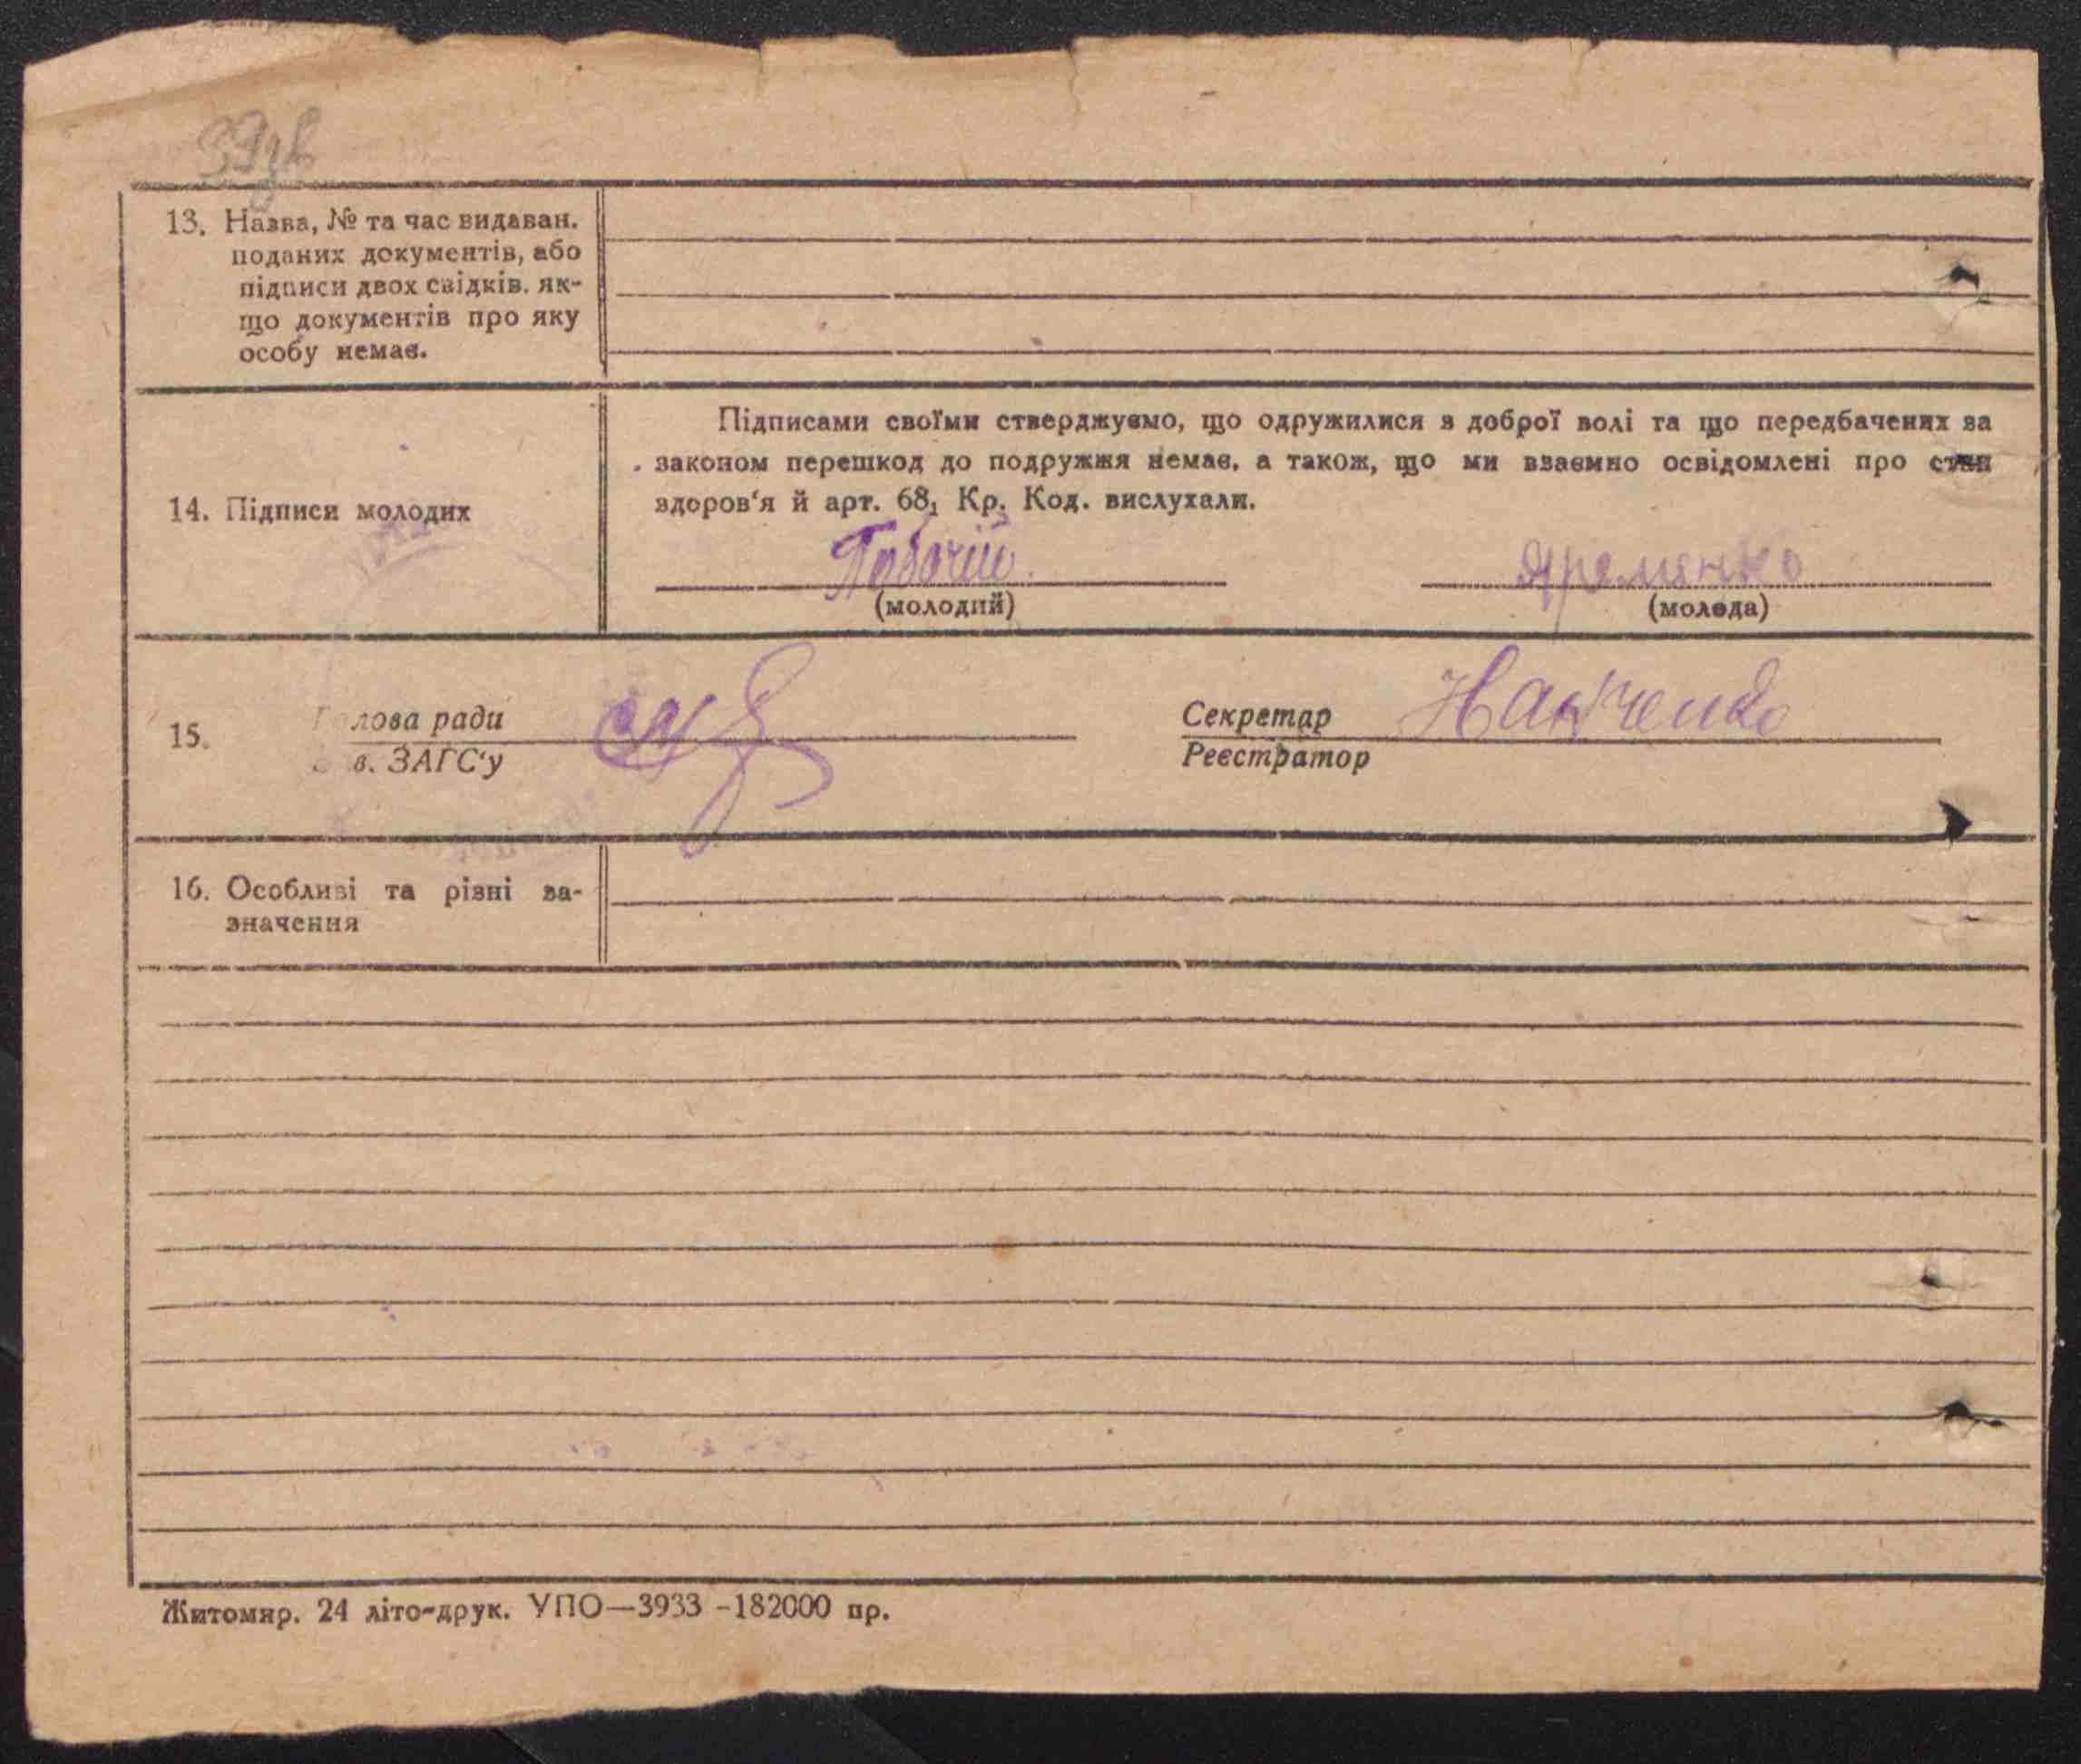 39зв
13. Назва, № та час видаван.
поданих документів, або
підписи двох свідків, як-
що документів про яку
особу немає.
Підписами своїми стверджуємо, що одружилися з доброї волі та що передбачених за
законом перешкод до подружжя немає, а також, що ми взаємно освідомлені про стан
здоров'я й арт. 68, Кр. Код. вислухали.
14. Підписи молодих
Яременко
(молодий) (молода)
15. Голова ради Секретар
Зав. ЗАГС'у Реєстратор
16. Особливі та різні за-
значення
Житомир. 24 літо-друк. УПО—3933 -182000 пр.